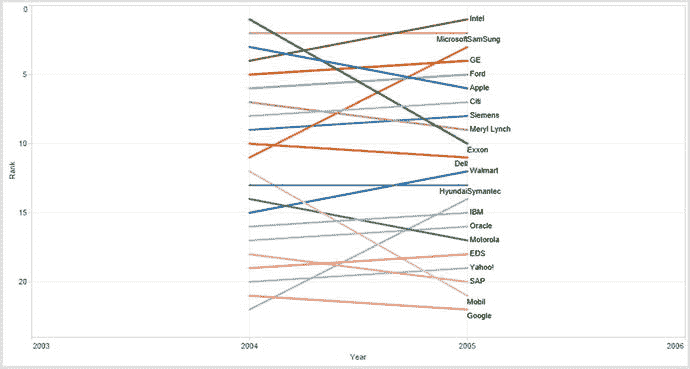 0
Intel
MicrosoftSamSung
GE
5
Ford
Apple
Citi
Siemens
Meryl Lynch
10
Exxon
Dell
Walmart
Rank
HyundaiSymantec
IBM
Oracle
Motorola
15
EDS
Yahoo!
20
SAP
Mobil
Google
2003
2004
2005
2006
Year